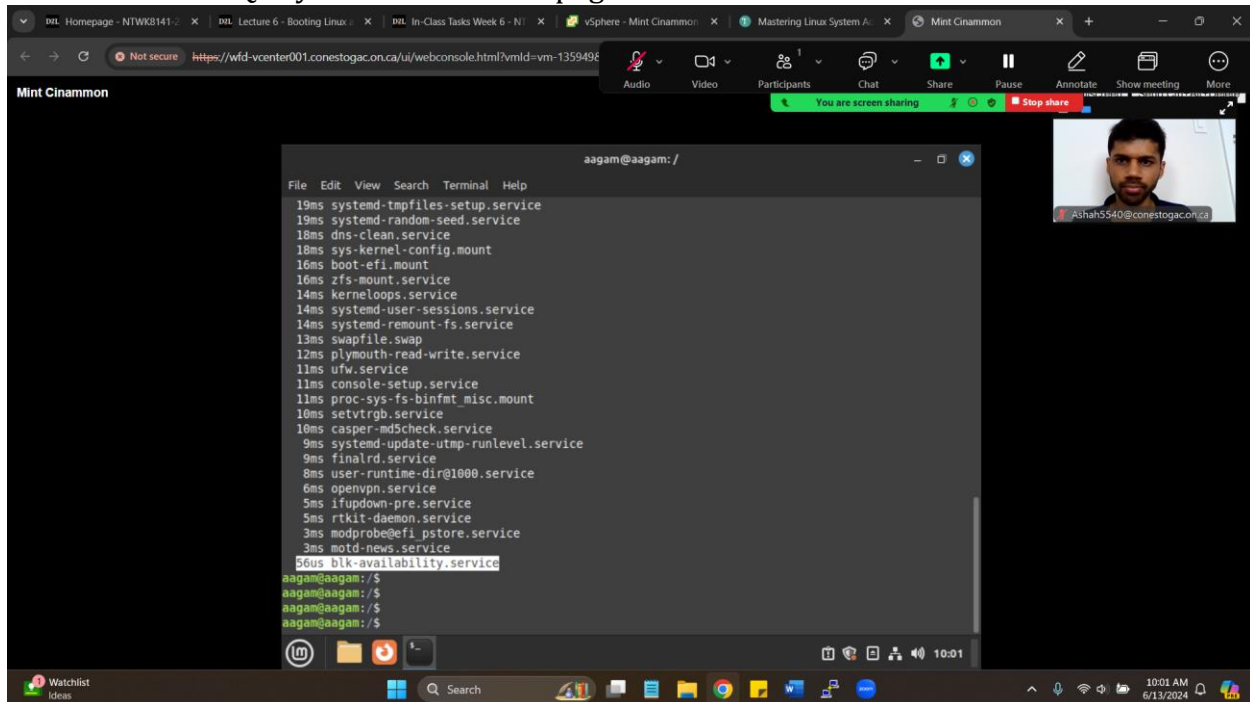 Homepage - NTWK8141-2
Lecture 6 - Booting Linux a
In-Class Tasks Week 6 - NT
vSphere - Mint Cinammon
Mastering Linux System Ac
Mint Cinammon
Not secure https://wfd-vcenter001.conestogac.on.ca/ui/webconsole.html?vmId=vm-1359498
Audio
Video
Participants 1
Chat
Share
Pause
Annotate
Show meeting
More
You are screen sharing
Stop share
Mint Cinammon
Ashah5540@conestogac.on.ca
aagam@aagam: /
File Edit View Search Terminal Help
19ms systemd-tmpfiles-setup.service
19ms systemd-random-seed.service
18ms dns-clean.service
18ms sys-kernel-config.mount
16ms boot-efi.mount
16ms zfs-mount.service
14ms kerneloops.service
14ms systemd-user-sessions.service
14ms systemd-remount-fs.service
13ms swapfile.swap
12ms plymouth-read-write.service
11ms ufw.service
11ms console-setup.service
11ms proc-sys-fs-binfmt_misc.mount
10ms setvtrgb.service
10ms casper-md5check.service
9ms systemd-update-utmp-runlevel.service
9ms finalrd.service
8ms user-runtime-dir@1000.service
6ms openvpn.service
5ms ifupdown-pre.service
5ms rtkit-daemon.service
3ms modprobe@efi_pstore.service
3ms motd-news.service
56us blk-availability.service
aagam@aagam:/$
aagam@aagam:/$
aagam@aagam:/$
aagam@aagam:/$
10:01
Watchlist
Ideas
Search
10:01 AM
6/13/2024